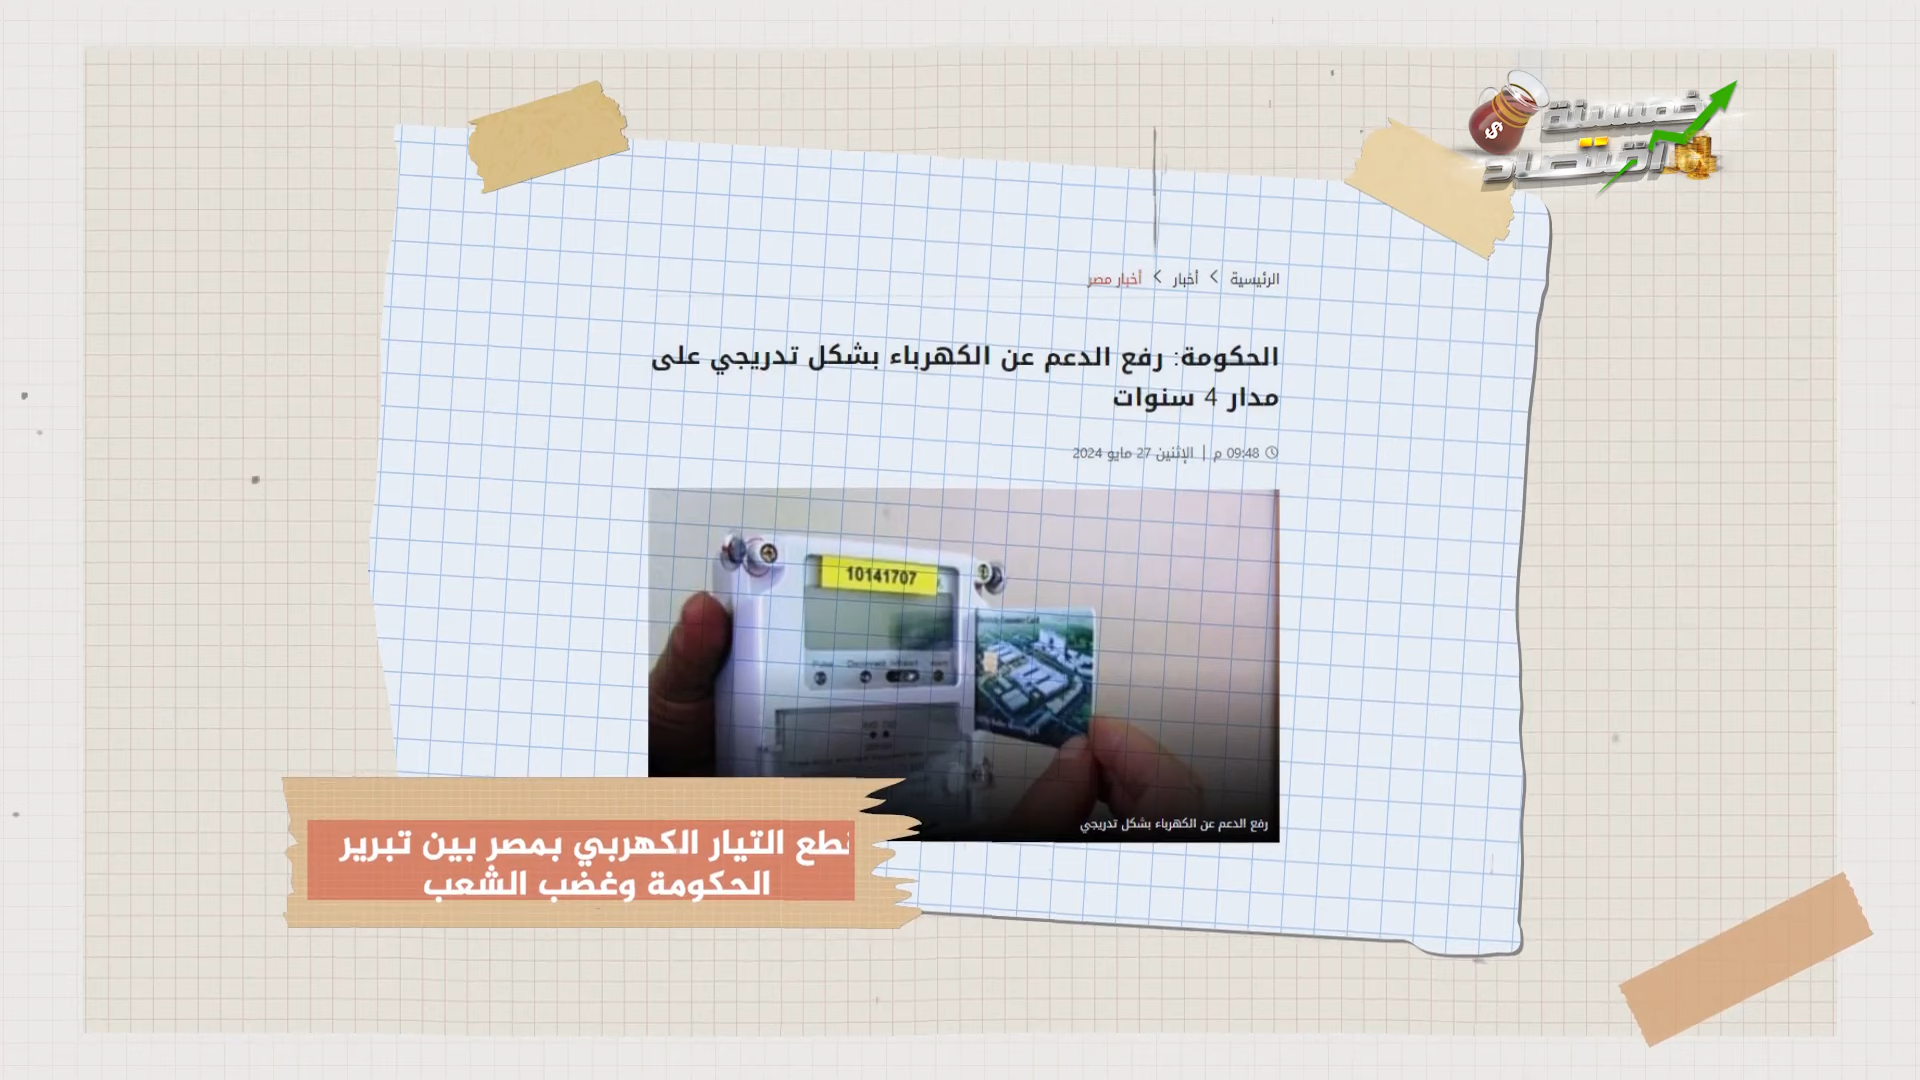 خمسينة
اقتصاد
الرئيسية > أخبار > أخبار مصر
الحكومة: رفع الدعم عن الكهرباء بشكل تدريجي على
مدار 4 سنوات
09:48 م | الإثنين 27 مايو 2024
10141707
رفع الدعم عن الكهرباء بشكل تدريجي
قطع التيار الكهربي بمصر بين تبرير
الحكومة وغضب الشعب